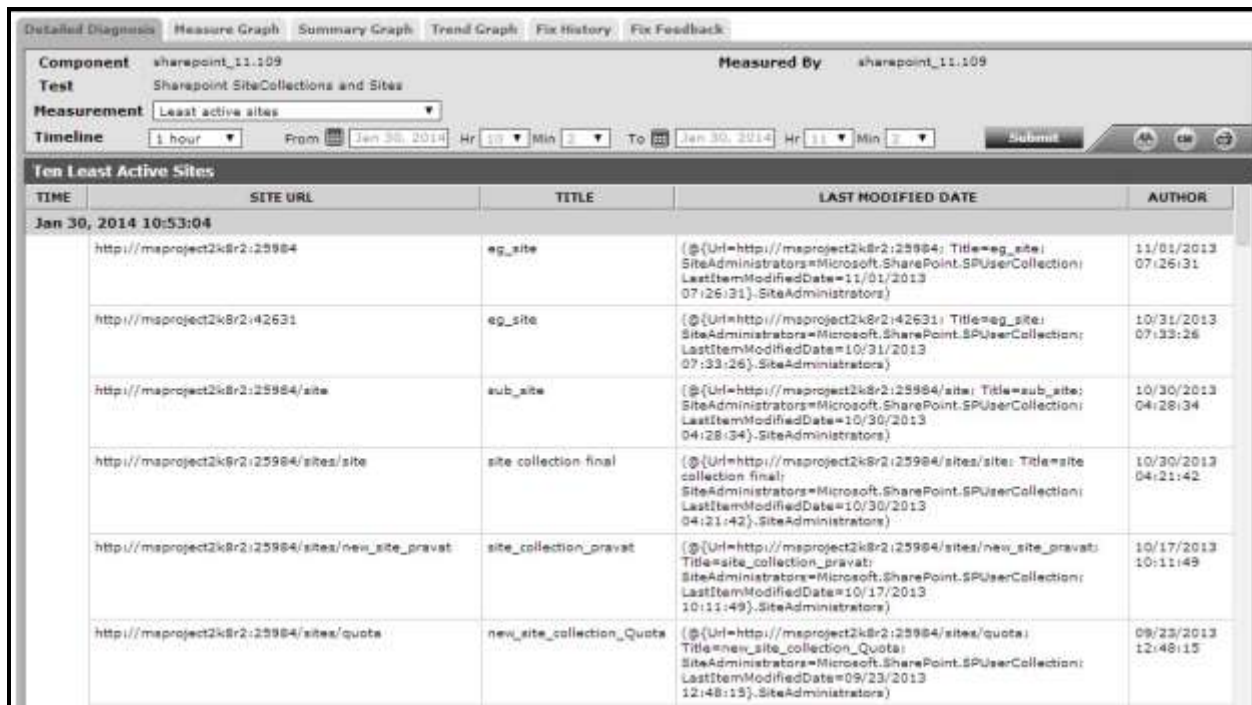 Detailed Diagnosis Measure Graph Summary Graph Trend Graph Fix History Fix Feedback
Component sharepoint_11.109 Measured By sharepoint_11.109
Test Sharepoint SiteCollections and Sites
Measurement Least active sites
Timeline 1 hour From Jan 30, 2014 Hr 10 Min 2 To Jan 30, 2014 Hr 11 Min 2 Submit
Ten Least Active Sites
TIME SITE URL TITLE LAST MODIFIED DATE AUTHOR
Jan 30, 2014 10:53:04
http://msproject2k8r2:25984 eg_site (@{Url=http://msproject2k8r2:25984; Title=eg_site; 11/01/2013
SiteAdministrators=Microsoft.SharePoint.SPUserCollection; 07:26:31
LastItemModifiedDate=11/01/2013
07:26:31}.SiteAdministrators)
http://msproject2k8r2:42631 eg_site (@{Url=http://msproject2k8r2:42631; Title=eg_site; 10/31/2013
SiteAdministrators=Microsoft.SharePoint.SPUserCollection; 07:33:26
LastItemModifiedDate=10/31/2013
07:33:26}.SiteAdministrators)
http://msproject2k8r2:25984/site sub_site (@{Url=http://msproject2k8r2:25984/site; Title=sub_site; 10/30/2013
SiteAdministrators=Microsoft.SharePoint.SPUserCollection; 04:28:34
LastItemModifiedDate=10/30/2013
04:28:34}.SiteAdministrators)
http://msproject2k8r2:25984/sites/site site collection final (@{Url=http://msproject2k8r2:25984/sites/site; Title=site 10/30/2013
collection final; 04:21:42
SiteAdministrators=Microsoft.SharePoint.SPUserCollection;
LastItemModifiedDate=10/30/2013
04:21:42}.SiteAdministrators)
http://msproject2k8r2:25984/sites/new_site_pravat site_collection_pravat (@{Url=http://msproject2k8r2:25984/sites/new_site_pravat; 10/17/2013
Title=site_collection_pravat; 10:11:49
SiteAdministrators=Microsoft.SharePoint.SPUserCollection;
LastItemModifiedDate=10/17/2013
10:11:49}.SiteAdministrators)
http://msproject2k8r2:25984/sites/quota new_site_collection_Quota (@{Url=http://msproject2k8r2:25984/sites/quota; 09/23/2013
Title=new_site_collection_Quota; 12:48:15
SiteAdministrators=Microsoft.SharePoint.SPUserCollection;
LastItemModifiedDate=09/23/2013
12:48:15}.SiteAdministrators)